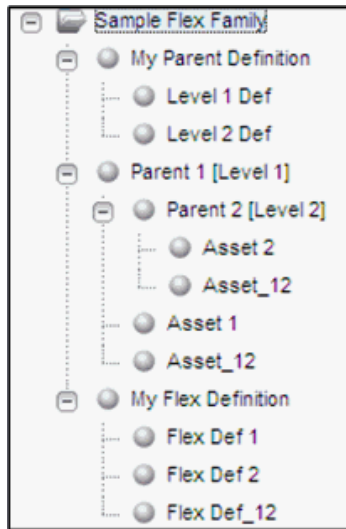 Sample Flex Family
My Parent Definition
Level 1 Def
Level 2 Def
Parent 1 [Level 1]
Parent 2 [Level 2]
Asset 2
Asset_12
Asset 1
Asset_12
My Flex Definition
Flex Def 1
Flex Def 2
Flex Def_12